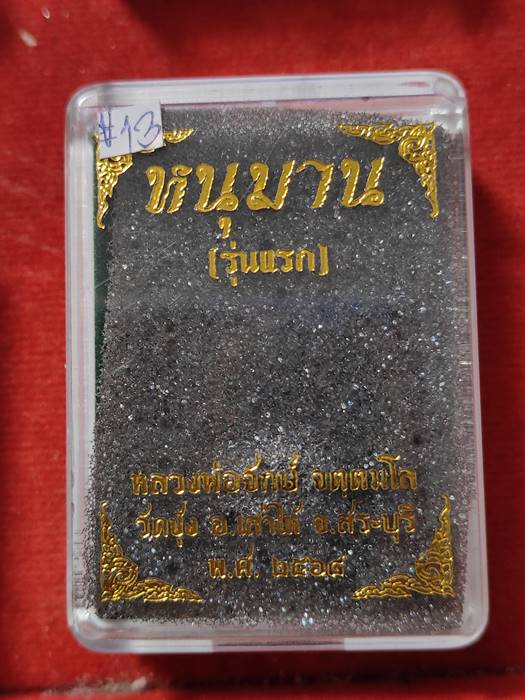 #13
หนุมาน
(รุ่นแรก)
หลวงพ่อรักษ์ จตฺตมโล
วัดชุ้ง อ.เสาไห้ จ.สระบุรี
พ.ศ. ๒๕๖๔